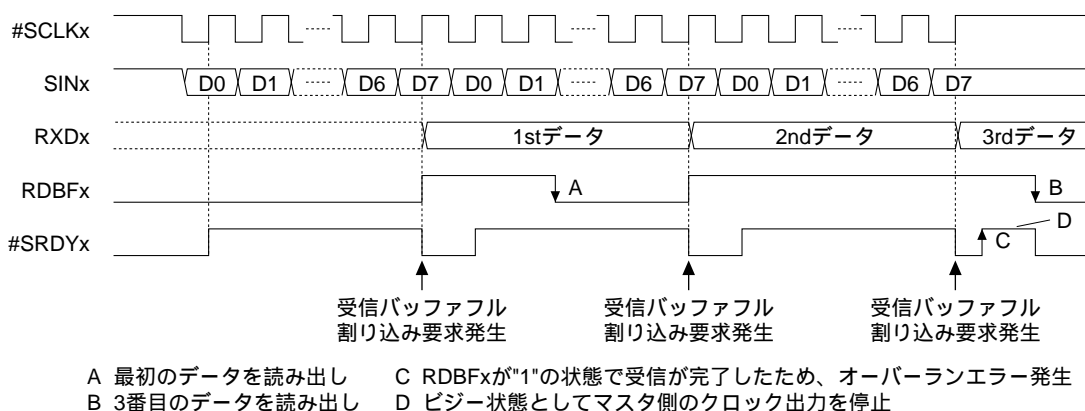 #SCLKx
SINx D0 D1 D6 D7 D0 D1 D6 D7 D0 D1 D6 D7
RXDx 1stデータ 2ndデータ 3rdデータ
RDBFx A B
D
#SRDYx C
受信バッファフル 受信バッファフル 受信バッファフル
割り込み要求発生 割り込み要求発生 割り込み要求発生
A 最初のデータを読み出し C RDBFxが"1"の状態で受信が完了したため、オーバーランエラー発生
B 3番目のデータを読み出し D ビジー状態としてマスタ側のクロック出力を停止